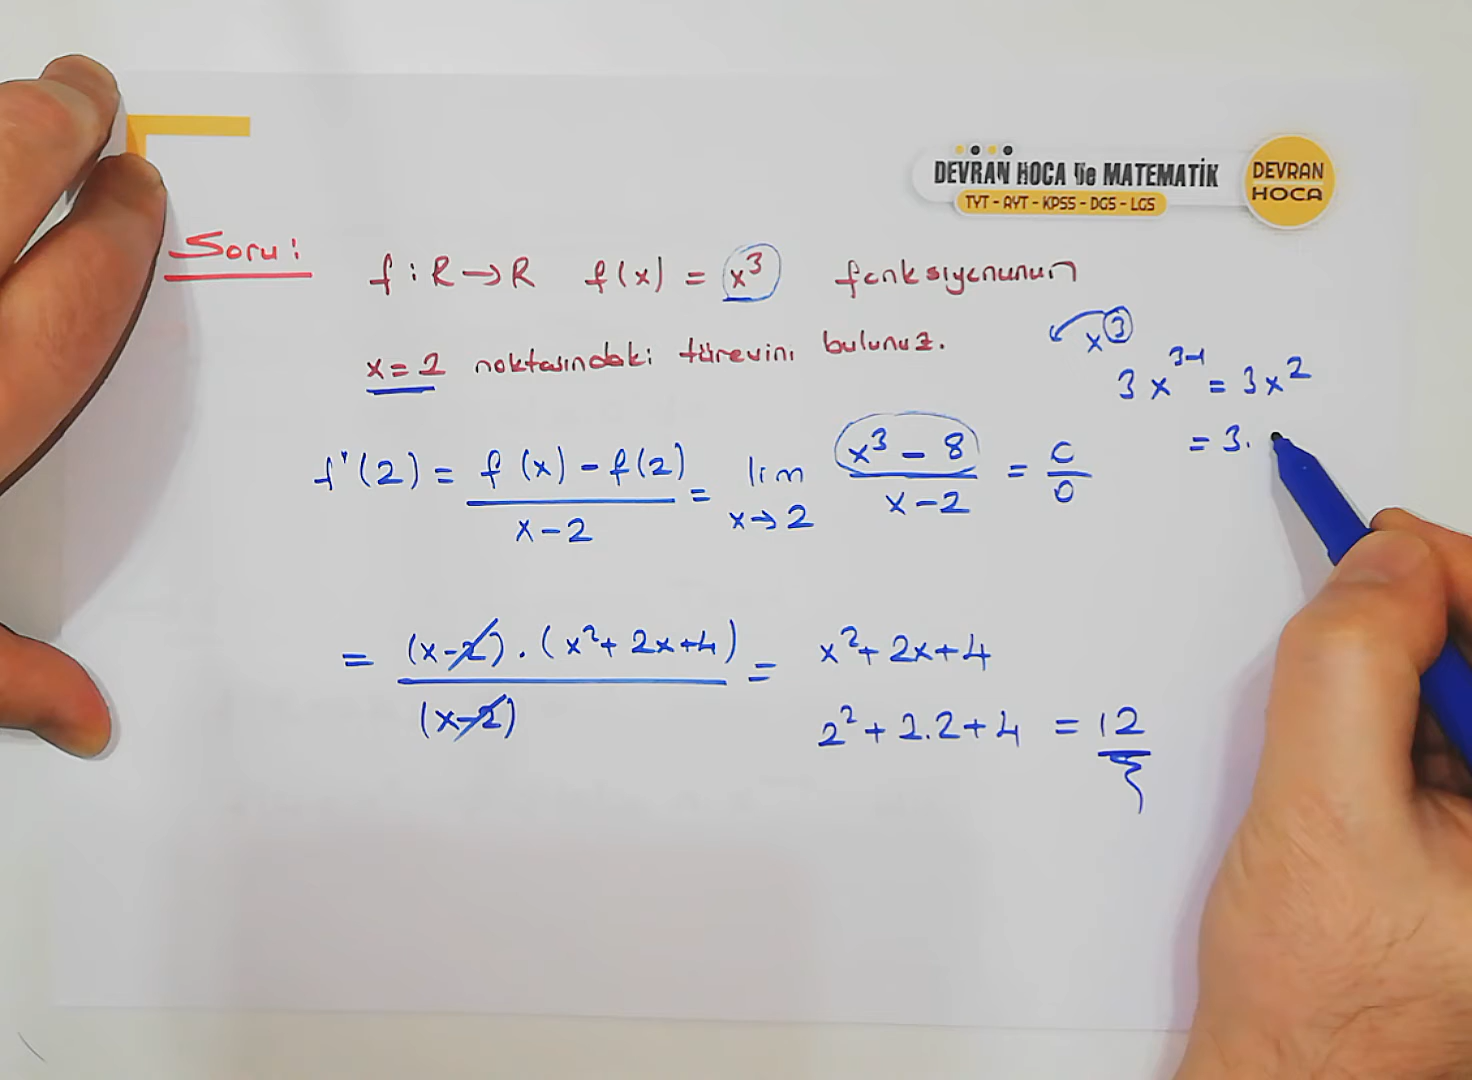 DEVRAN HOCA ile MATEMATİK
TYT - AYT - KPSS - DGS - LGS
DEVRAN
HOCA
Soru:
f: R→R f(x) = x³ fonksiyonunun
x=2 noktasındaki türevini bulunuz.
x³
3x³⁻¹ = 3x²
= 3.
f'(2) = f(x) - f(2) / x-2 = lim x→2 x³ - 8 / x-2 = 0/0
= (x-2).(x²+2x+4) / (x-2) = x²+2x+4
2²+2.2+4 = 12